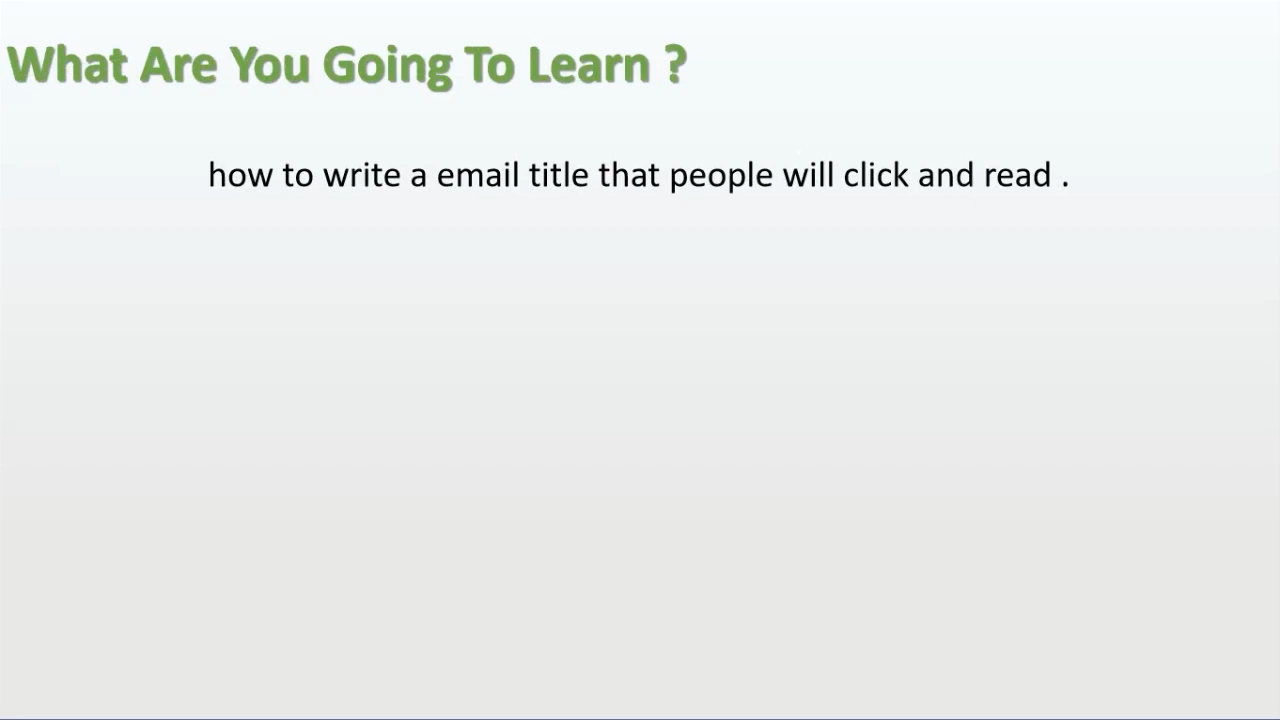 What Are You Going To Learn ?
how to write a email title that people will click and read .